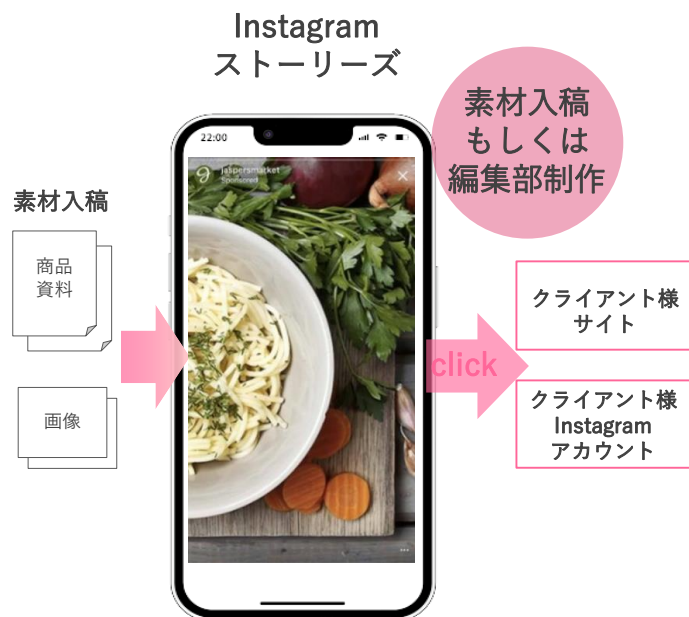 Instagram
ストーリーズ
素材入稿
もしくは
編集部制作
22:00
jaspersmarket
Sponsored
素材入稿
商品
資料
画像
click
クライアント様
サイト
クライアント様
Instagram
アカウント